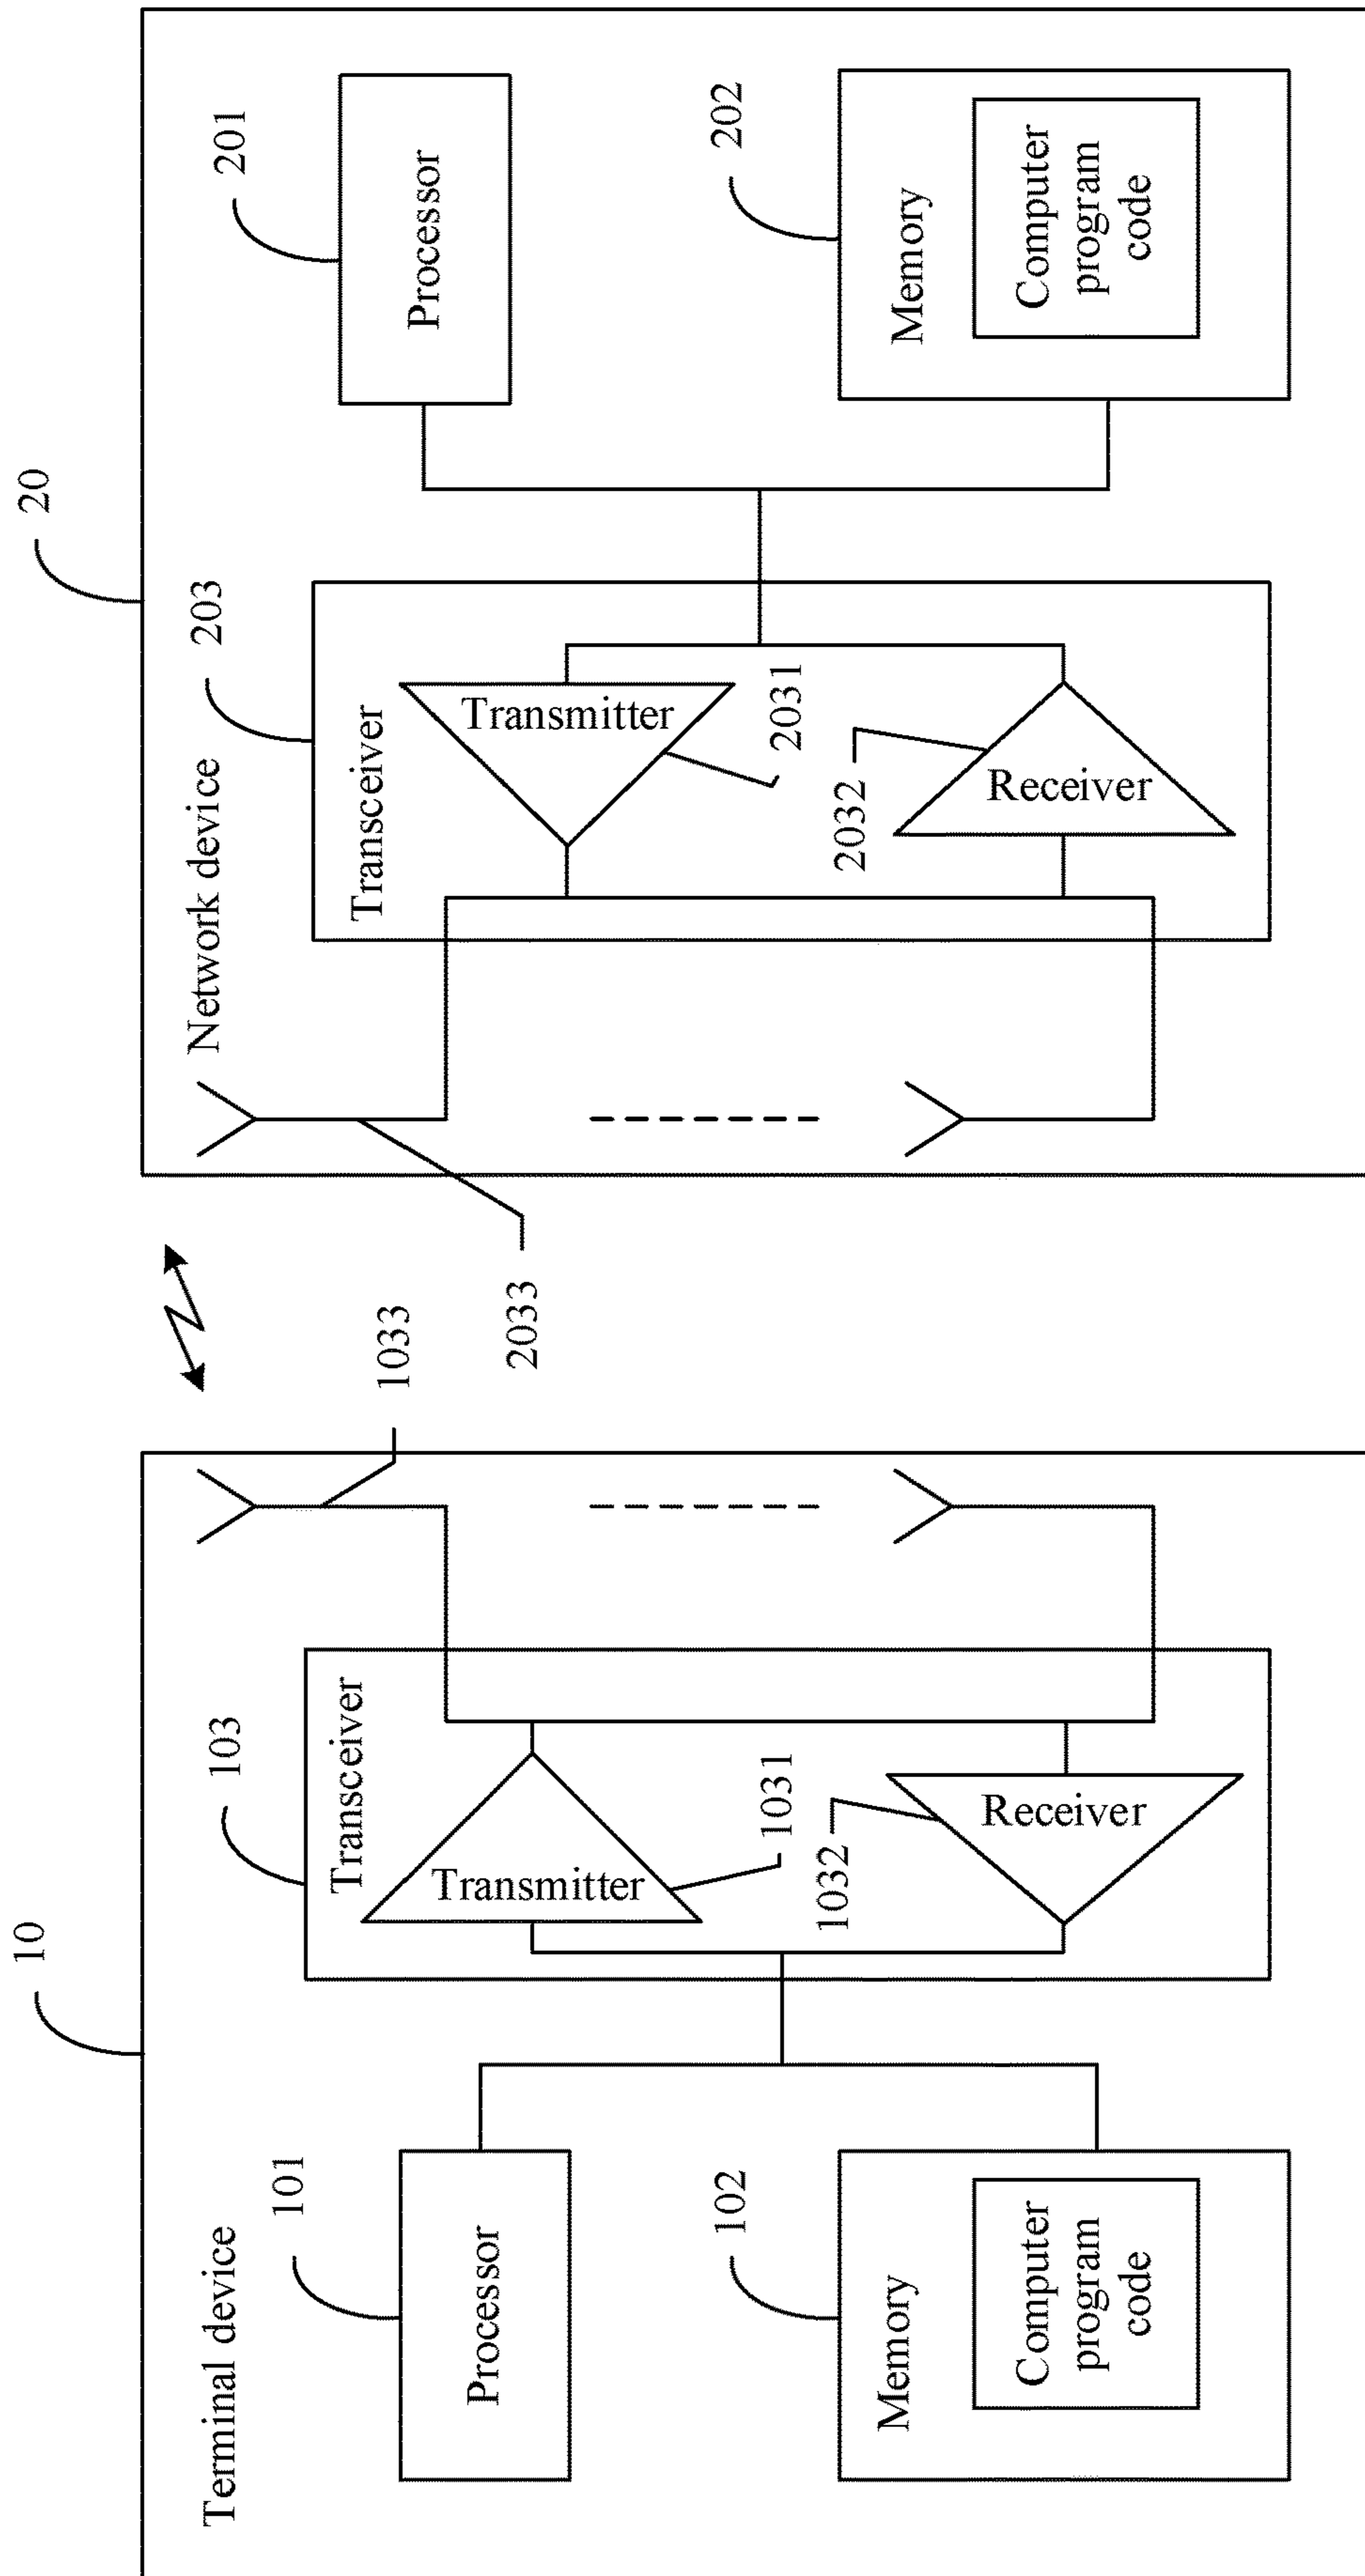 10
20
Terminal device
Network device
101
Processor
102
Memory
Computer
program
code
103
Transceiver
Transmitter
1031
1032
Receiver
1033
2033
203
Transceiver
Transmitter
2031
2032
Receiver
201
Processor
202
Memory
Computer
program
code